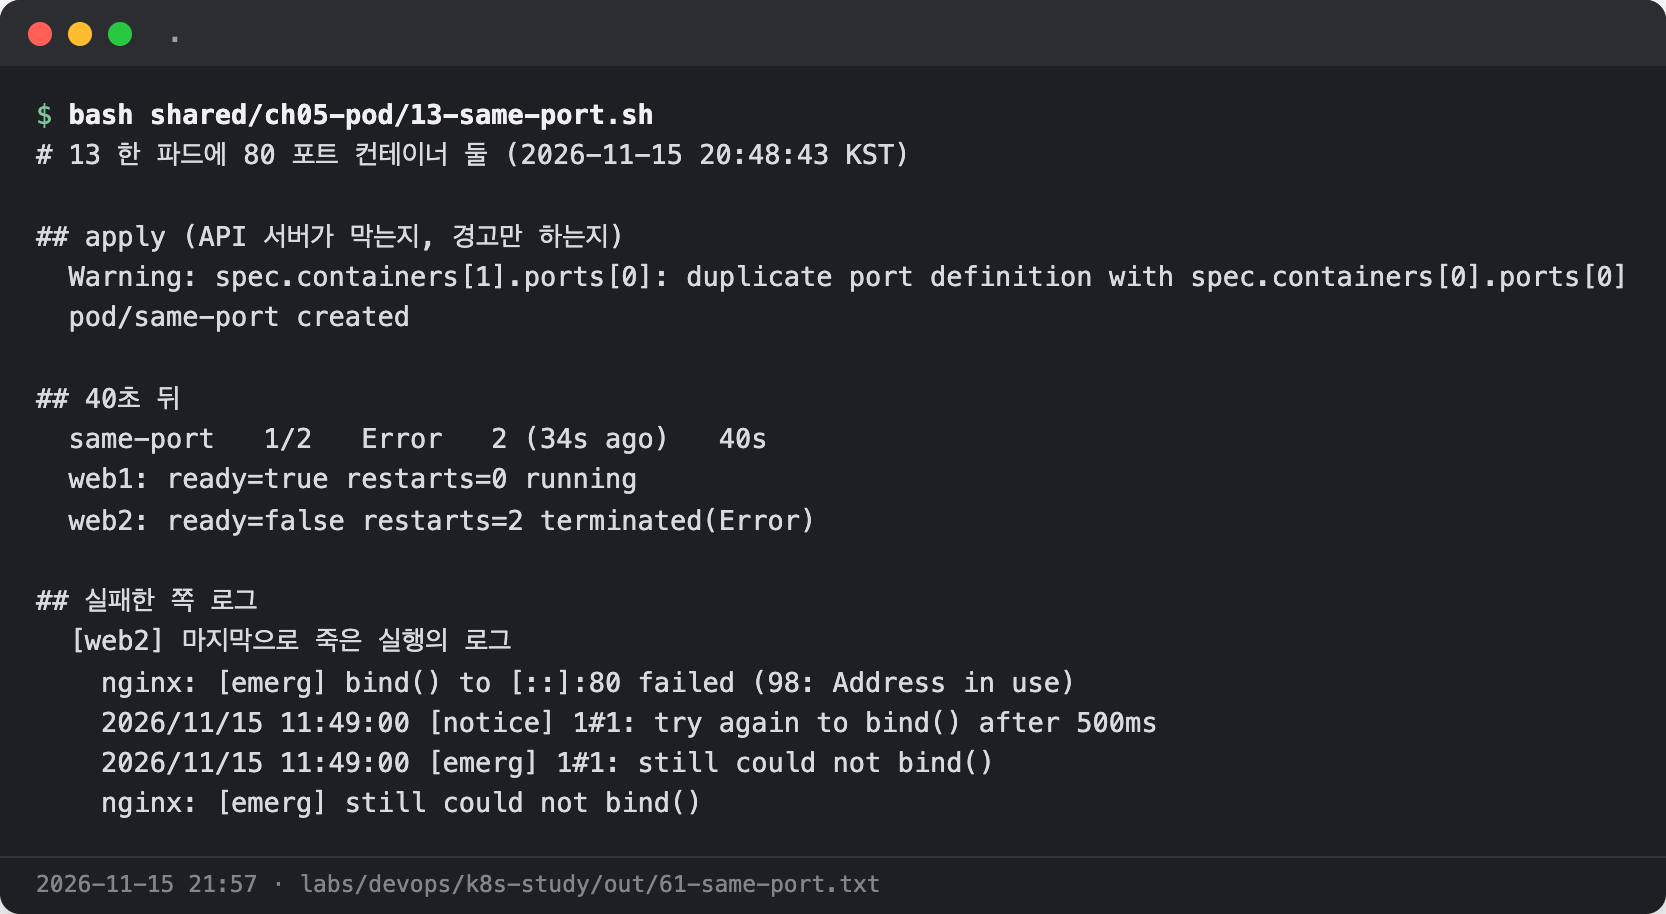 .
$ bash shared/ch05-pod/13-same-port.sh
# 13 한 파드에 80 포트 컨테이너 둘 (2026-11-15 20:48:43 KST)
## apply (API 서버가 막는지, 경고만 하는지)
Warning: spec.containers[1].ports[0]: duplicate port definition with spec.containers[0].ports[0]
pod/same-port created
## 40초 뒤
same-port   1/2   Error   2 (34s ago)   40s
web1: ready=true restarts=0 running
web2: ready=false restarts=2 terminated(Error)
## 실패한 쪽 로그
[web2] 마지막으로 죽은 실행의 로그
nginx: [emerg] bind() to [::]:80 failed (98: Address in use)
2026/11/15 11:49:00 [notice] 1#1: try again to bind() after 500ms
2026/11/15 11:49:00 [emerg] 1#1: still could not bind()
nginx: [emerg] still could not bind()
2026-11-15 21:57 · labs/devops/k8s-study/out/61-same-port.txt